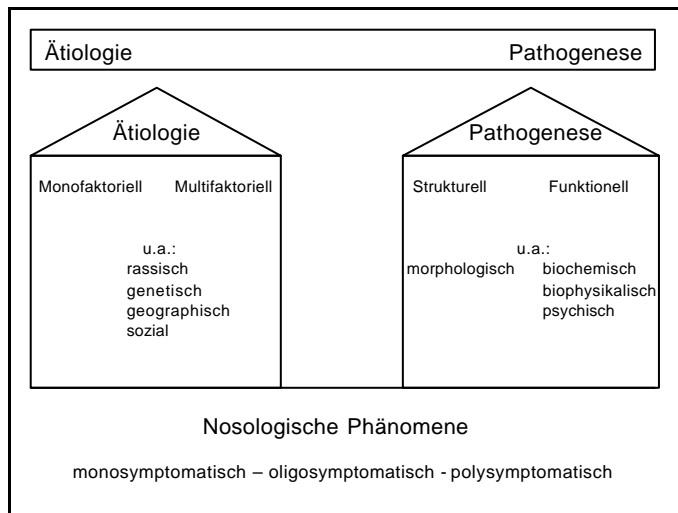 Ätiologie Pathogenese
Ätiologie
Monofaktoriell Multifaktoriell
u.a.:
rassisch
genetisch
geographisch
sozial
Pathogenese
Strukturell Funktionell
u.a.:
morphologisch biochemisch
biophysikalisch
psychisch
Nosologische Phänomene
monosymptomatisch – oligosymptomatisch - polysymptomatisch